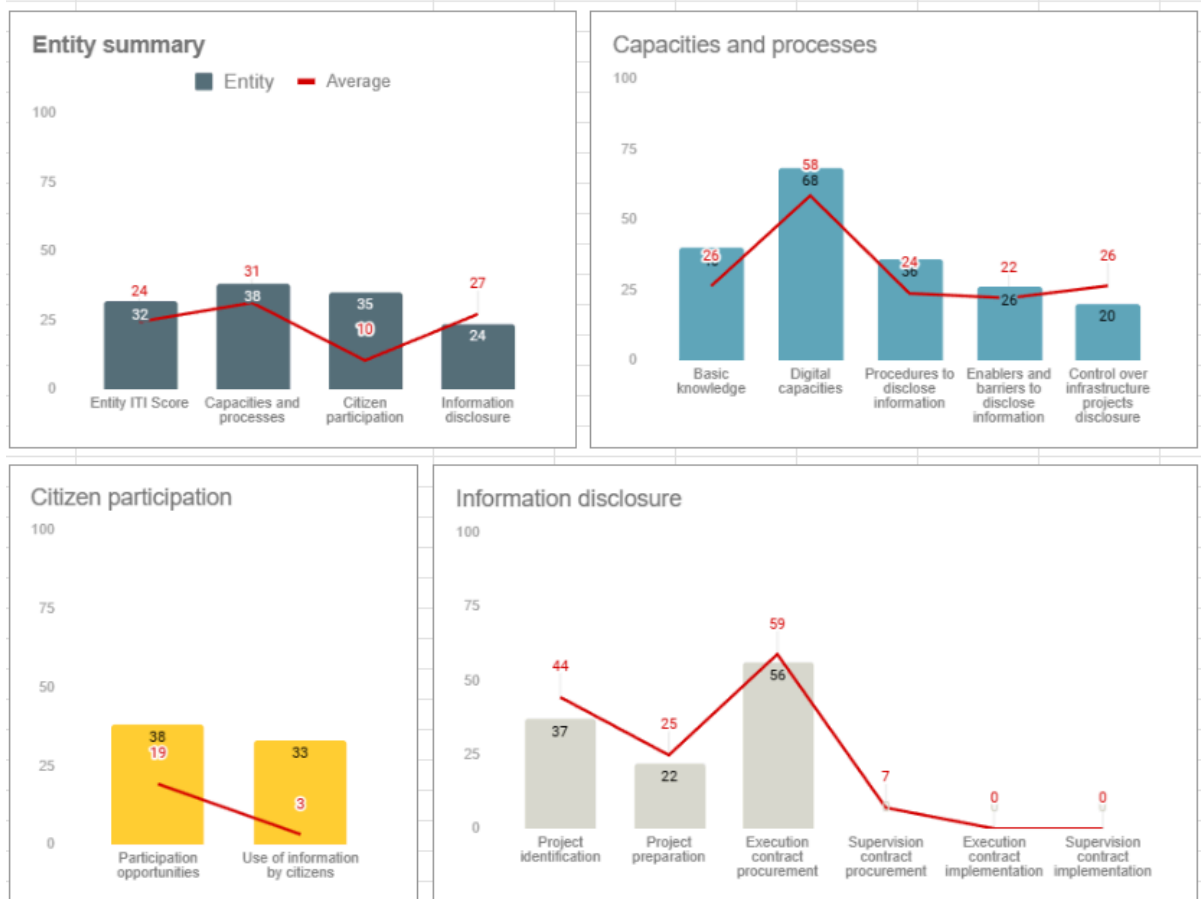 Entity summary
Entity
Average
100
75
50
25
0
24
31
10
27
32
38
35
24
Entity ITI Score
Capacities and
processes
Citizen
participation
Information
disclosure
Capacities and processes
100
75
50
25
0
26
58
68
24
36
22
26
26
20
Basic
knowledge
Digital
capacities
Procedures to
disclose
information
Enablers and
barriers to
disclose
information
Control over
infrastructure
projects
disclosure
Citizen participation
100
75
50
25
0
38
19
33
3
Participation
opportunities
Use of information
by citizens
Information disclosure
100
75
50
25
0
44
37
25
22
59
56
7
0
0
Project
identification
Project
preparation
Execution
contract
procurement
Supervision
contract
procurement
Execution
contract
implementation
Supervision
contract
implementation